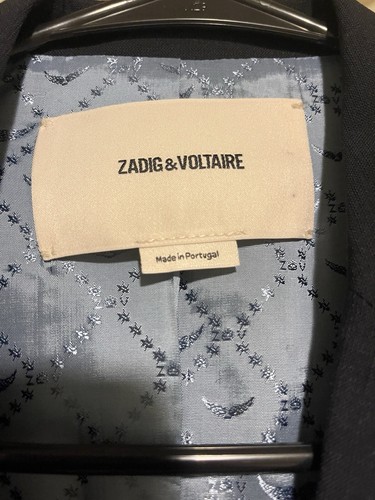 ZADIG & VOLTAIRE
Made in Portugal